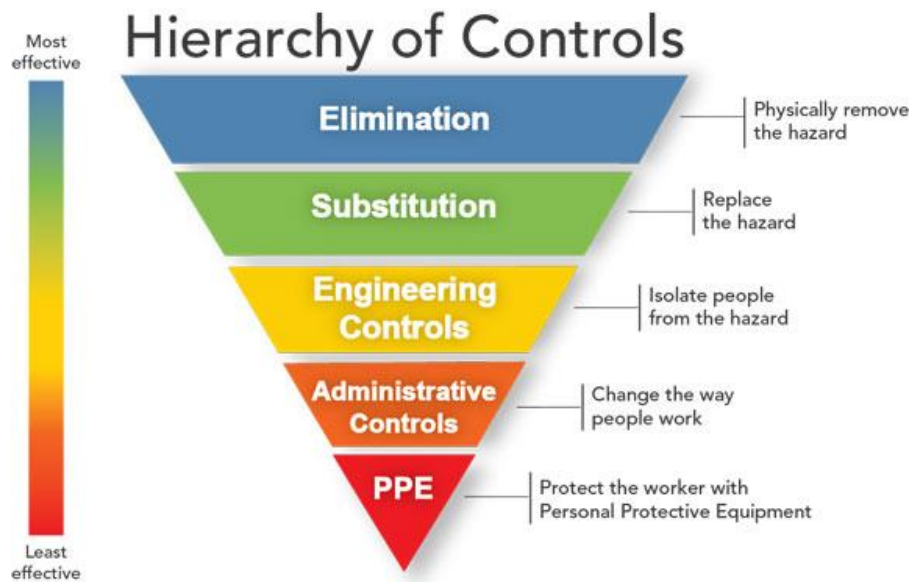 Hierarchy of Controls
Most
effective
Elimination
Physically remove
the hazard
Substitution
Replace
the hazard
Engineering
Controls
Isolate people
from the hazard
Administrative
Controls
Change the way
people work
PPE
Protect the worker with
Personal Protective Equipment
Least
effective